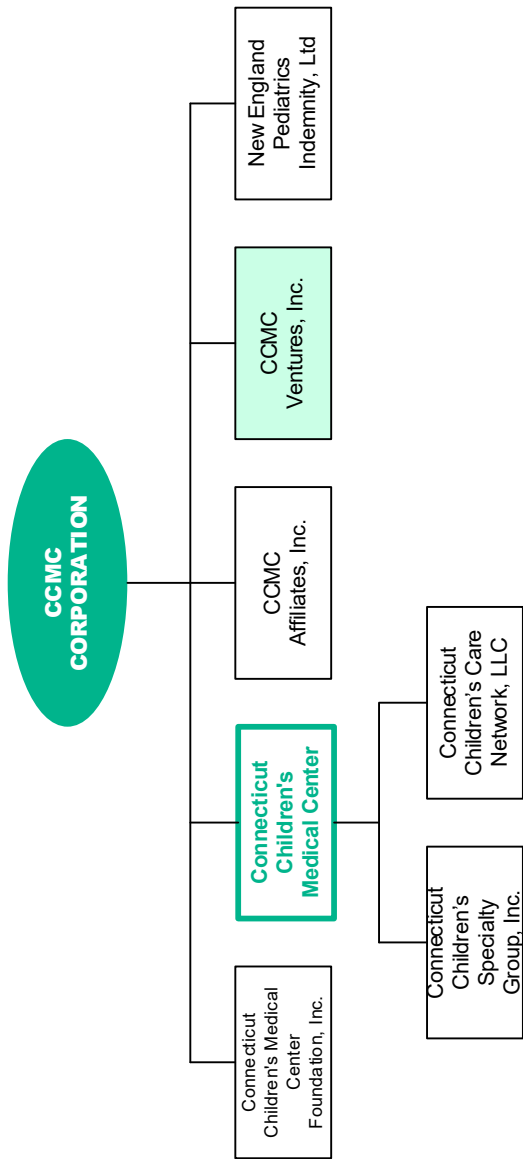 CCMC
CORPORATION
Connecticut
Children's Medical
Center
Foundation, Inc.
Connecticut
Children's
Medical Center
CCMC
Affiliates, Inc.
CCMC
Ventures, Inc.
New England
Pediatrics
Indemnity, Ltd
Connecticut
Children’s
Specialty
Group, Inc.
Connecticut
Children’s Care
Network, LLC